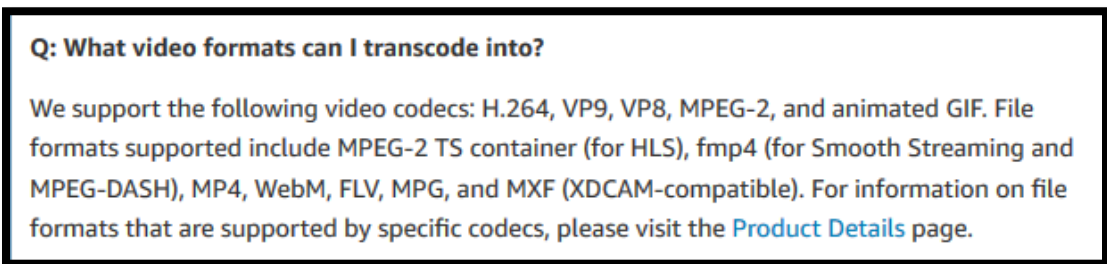 Q: What video formats can I transcode into?
We support the following video codecs: H.264, VP9, VP8, MPEG-2, and animated GIF. File
formats supported include MPEG-2 TS container (for HLS), fmp4 (for Smooth Streaming and
MPEG-DASH), MP4, WebM, FLV, MPG, and MXF (XDCAM-compatible). For information on file
formats that are supported by specific codecs, please visit the Product Details page.